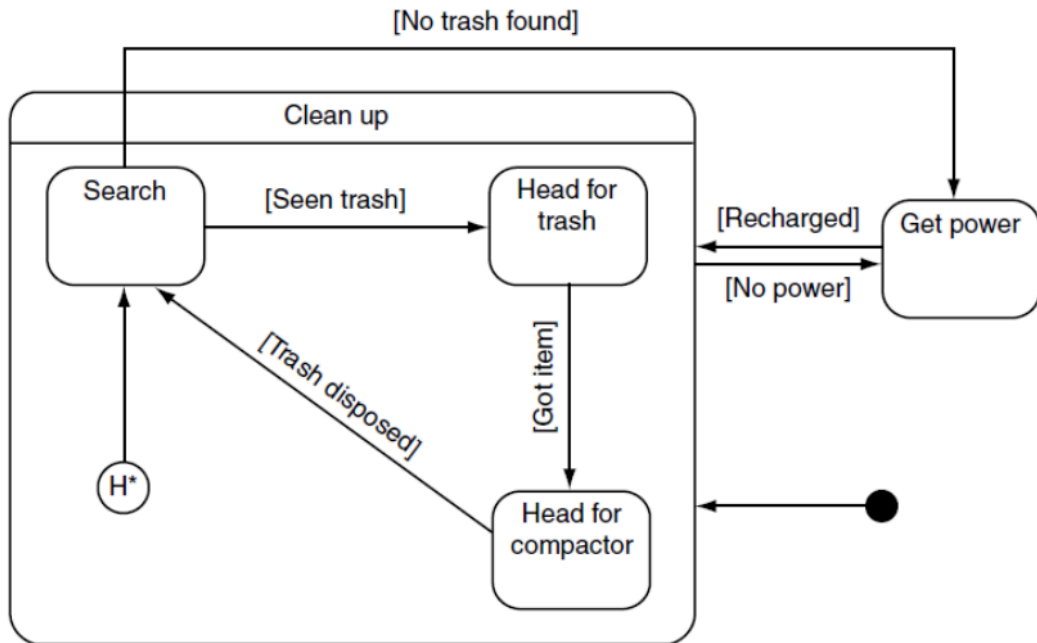 [No trash found]
Clean up
Search
[Seen trash]
Head for
trash
[Recharged]
Get power
[No power]
[Trash disposed]
[Got item]
H*
Head for
compactor